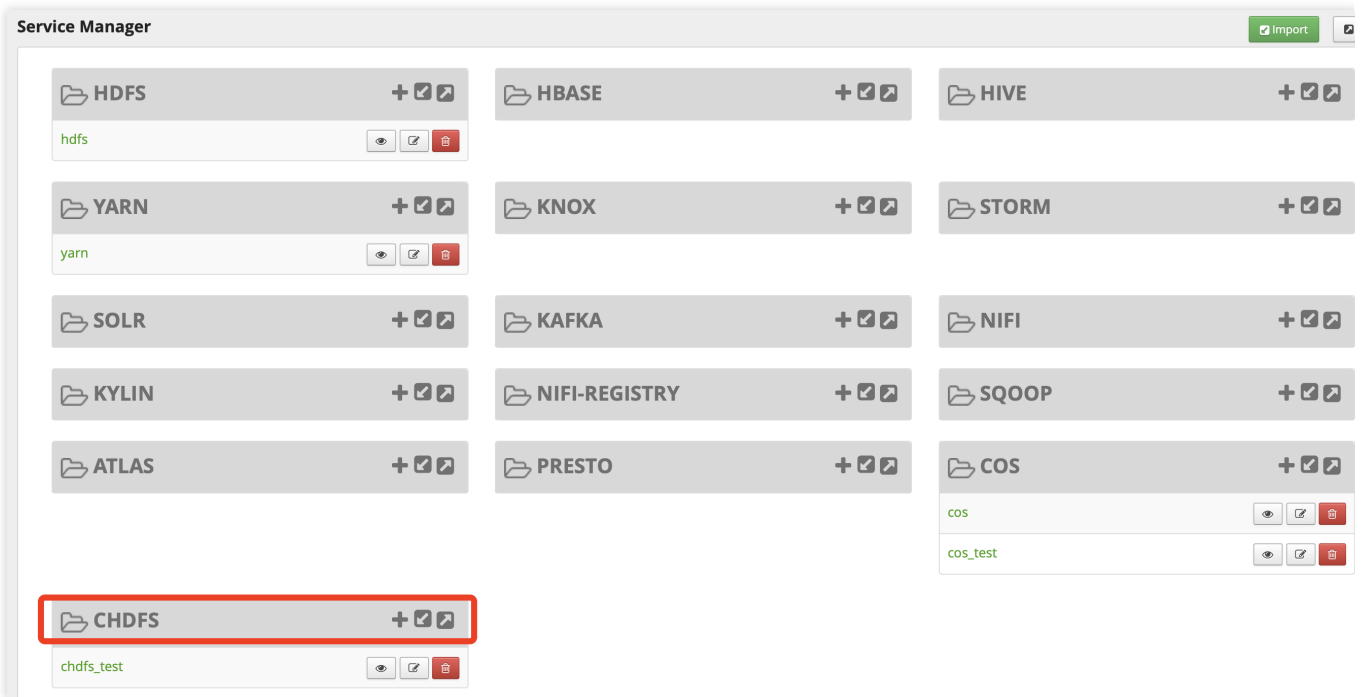 Service Manager
Import
HDFS
HBASE
HIVE
hdfs
YARN
KNOX
STORM
yarn
SOLR
KAFKA
NIFI
KYLIN
NIFI-REGISTRY
SQOOP
ATLAS
PRESTO
COS
cos
cos_test
CHDFS
chdfs_test